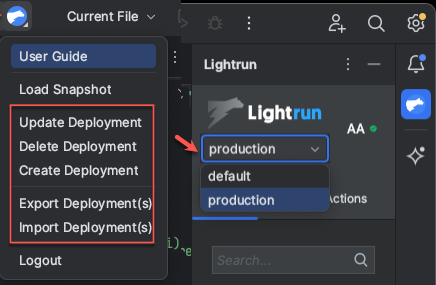 Current File
User Guide
Load Snapshot
Update Deployment
Delete Deployment
Create Deployment
Export Deployment(s)
Import Deployment(s)
Logout
Lightrun
Lightrun
AA
production
default
production
Actions
Search...